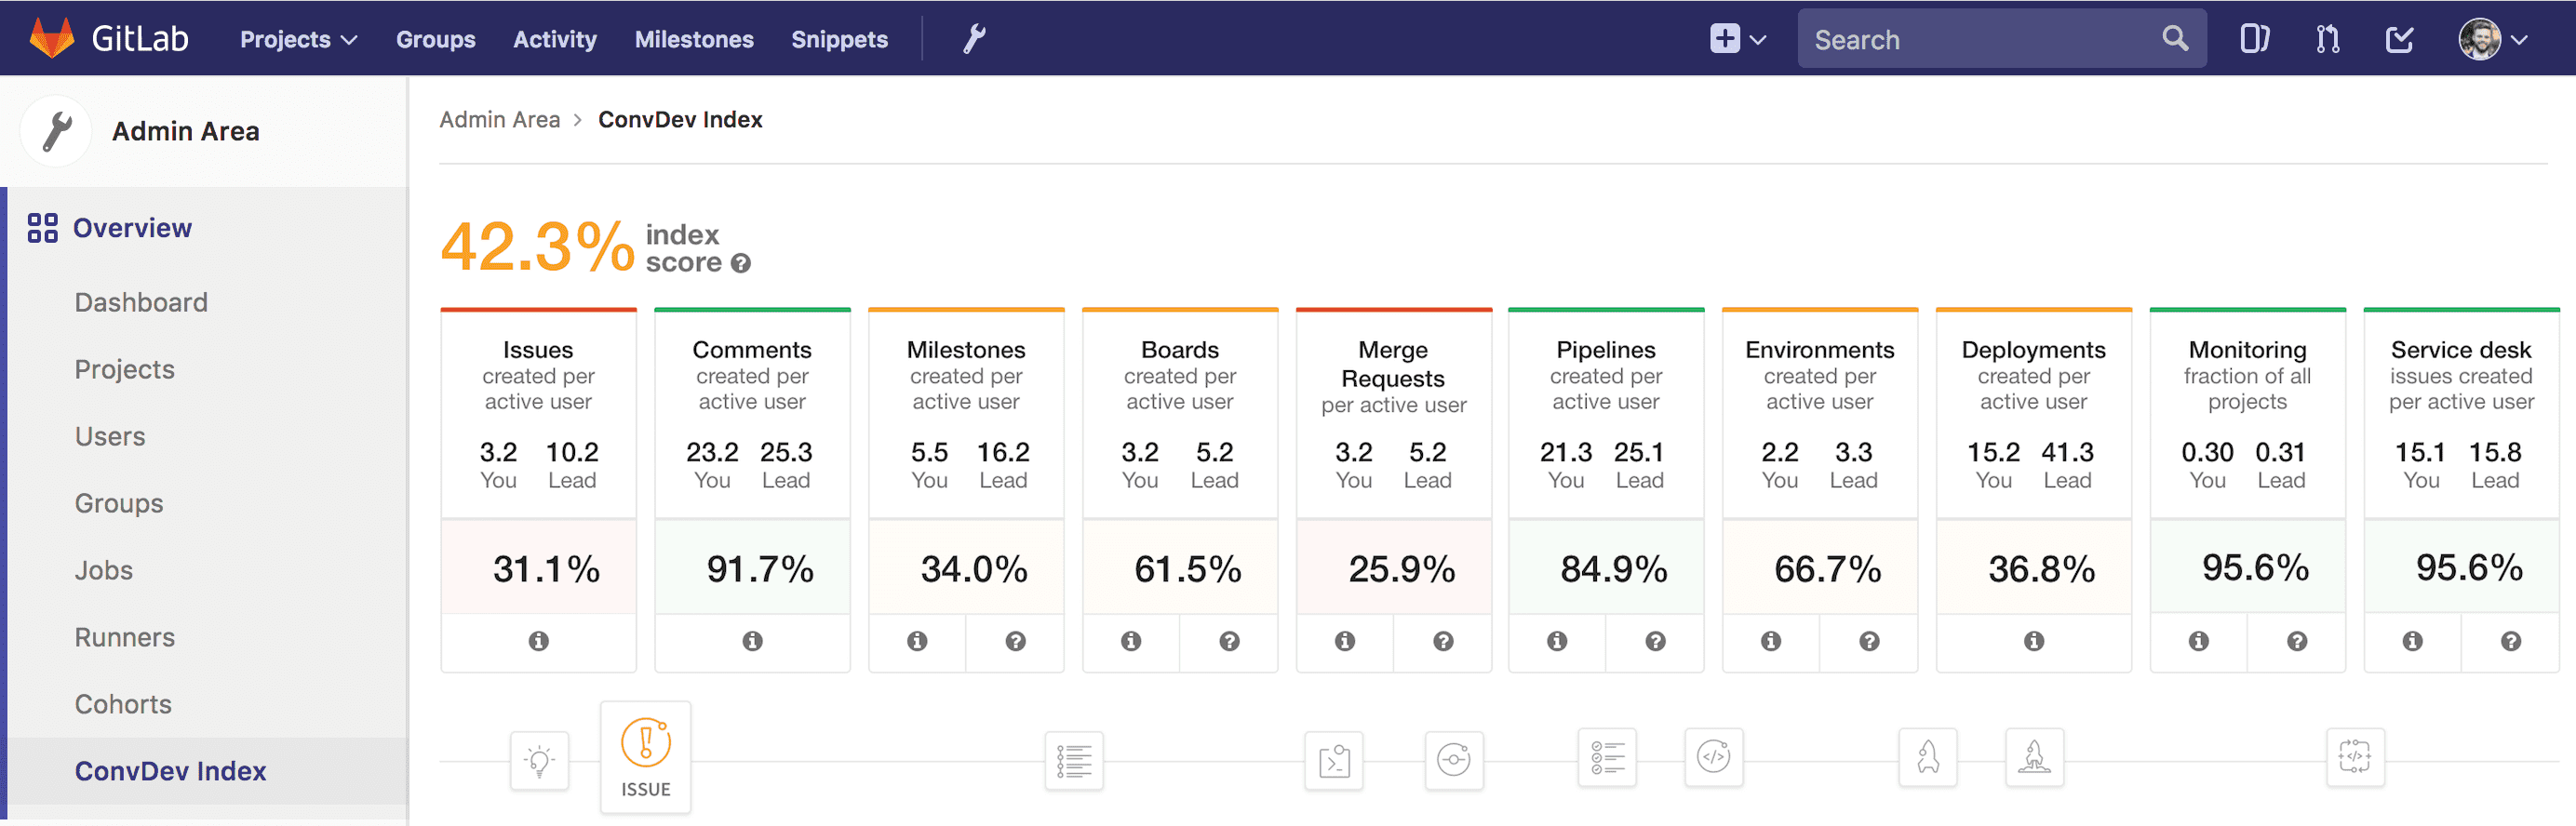 GitLab Projects Groups Activity Milestones Snippets Search
Admin Area
Overview
Dashboard
Projects
Users
Groups
Jobs
Runners
Cohorts
ConvDev Index
Admin Area > ConvDev Index
42.3% index
score
Issues
created per
active user
3.2 10.2
You Lead
31.1%
Comments
created per
active user
23.2 25.3
You Lead
91.7%
Milestones
created per
active user
5.5 16.2
You Lead
34.0%
Boards
created per
active user
3.2 5.2
You Lead
61.5%
Merge
Requests
per active user
3.2 5.2
You Lead
25.9%
Pipelines
created per
active user
21.3 25.1
You Lead
84.9%
Environments
created per
active user
2.2 3.3
You Lead
66.7%
Deployments
created per
active user
15.2 41.3
You Lead
36.8%
Monitoring
fraction of all
projects
0.30 0.31
You Lead
95.6%
Service desk
issues created
per active user
15.1 15.8
You Lead
95.6%
ISSUE